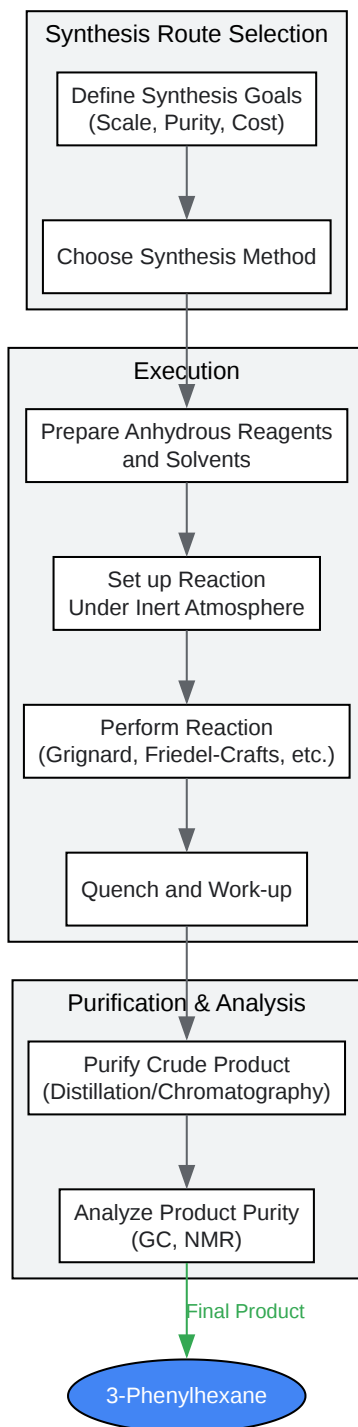 Synthesis Route Selection
Define Synthesis Goals
(Scale, Purity, Cost)
Choose Synthesis Method
Execution
Prepare Anhydrous Reagents
and Solvents
Set up Reaction
Under Inert Atmosphere
Perform Reaction
(Grignard, Friedel-Crafts, etc.)
Quench and Work-up
Purification & Analysis
Purify Crude Product
(Distillation/Chromatography)
Analyze Product Purity
(GC, NMR)
Final Product
3-Phenylhexane